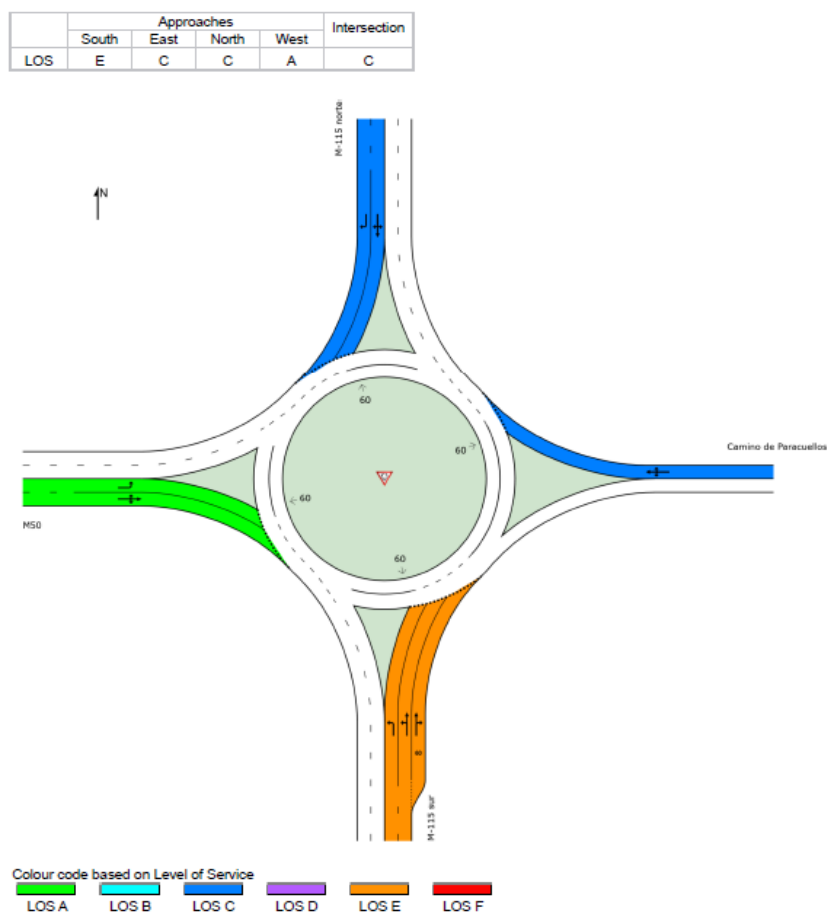 Approaches
Intersection
South East North West
LOS E C C A C
M-115 norte
N
60
Camino de Paracuellos
60
60
M50
60
60
M-115 sur
Colour code based on Level of Service
LOS A LOS B LOS C LOS D LOS E LOS F